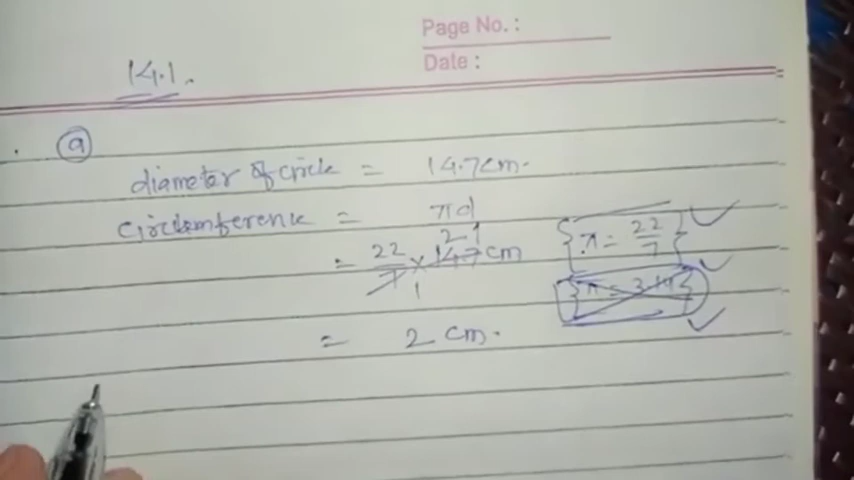 Page No. :
Date :
14.1.
a
diameter of circle = 14.7cm.
circumference = πd
= 22/7 × 14.7 cm {π = 22/7}
2 1
1
{π = 3.14}
= 2 cm.